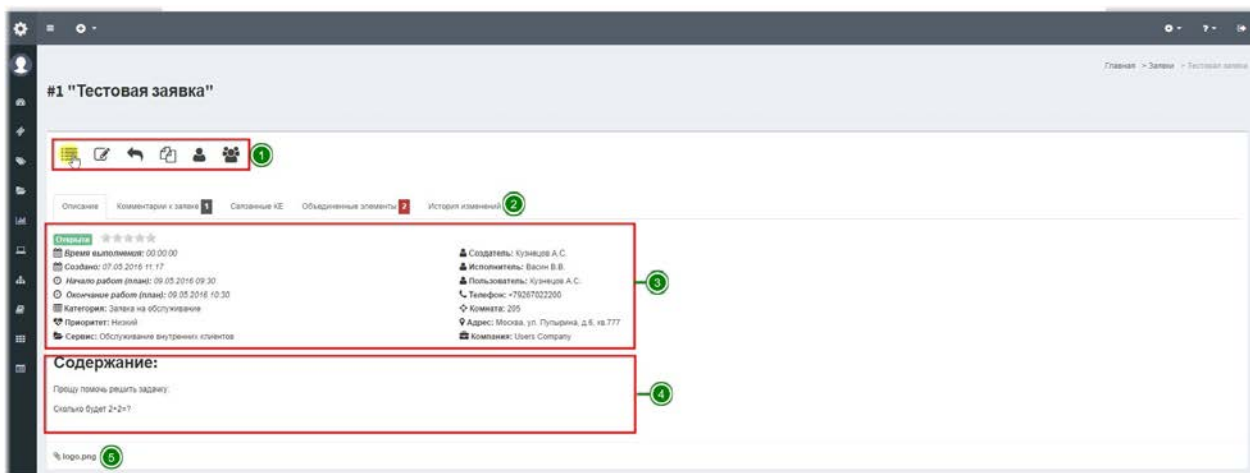 Главная > Заявки > Тестовая заявка
#1 "Тестовая заявка"
1
Описание Комментарии к заявке 1 Связанные КЕ Объединенные элементы 2 История изменений 2
Открыта
Время выполнения: 00:00:00
Создано: 07.05.2016 11:17
Начало работ (план): 09.05.2016 09:30
Окончание работ (план): 09.05.2016 10:30
Категория: Заявка на обслуживание
Приоритет: Низкий
Сервис: Обслуживание внутренних клиентов
Создатель: Кузнецов А.С.
Исполнитель: Васин В.В.
Пользователь: Кузнецов А.С.
Телефон: +79267022200
Комната: 205
Адрес: Москва, ул. Пупырина, д.6, кв.777
Компания: Users Company
3
Содержание:
Прощу помочь решить задачку:
Сколько будет 2+2=?
4
logo.png 5